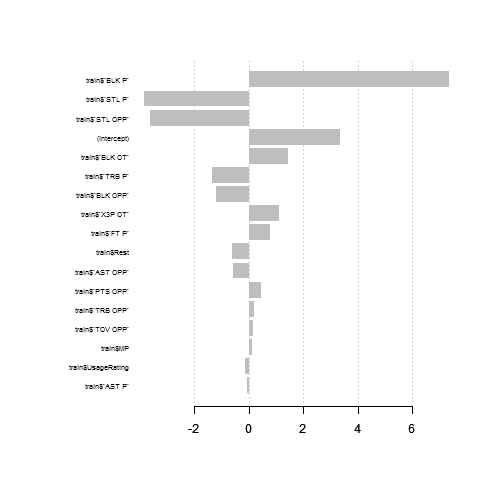 train$`BLK P`
train$`STL P`
train$`STL OPP`
(Intercept)
train$`BLK OT`
train$`TRB P`
train$`BLK OPP`
train$`X3P OT`
train$`FT P`
train$Rest
train$`AST OPP`
train$`PTS OPP`
train$`TRB OPP`
train$`TOV OPP`
train$MP
train$UsageRating
train$`AST P`
-2 0 2 4 6